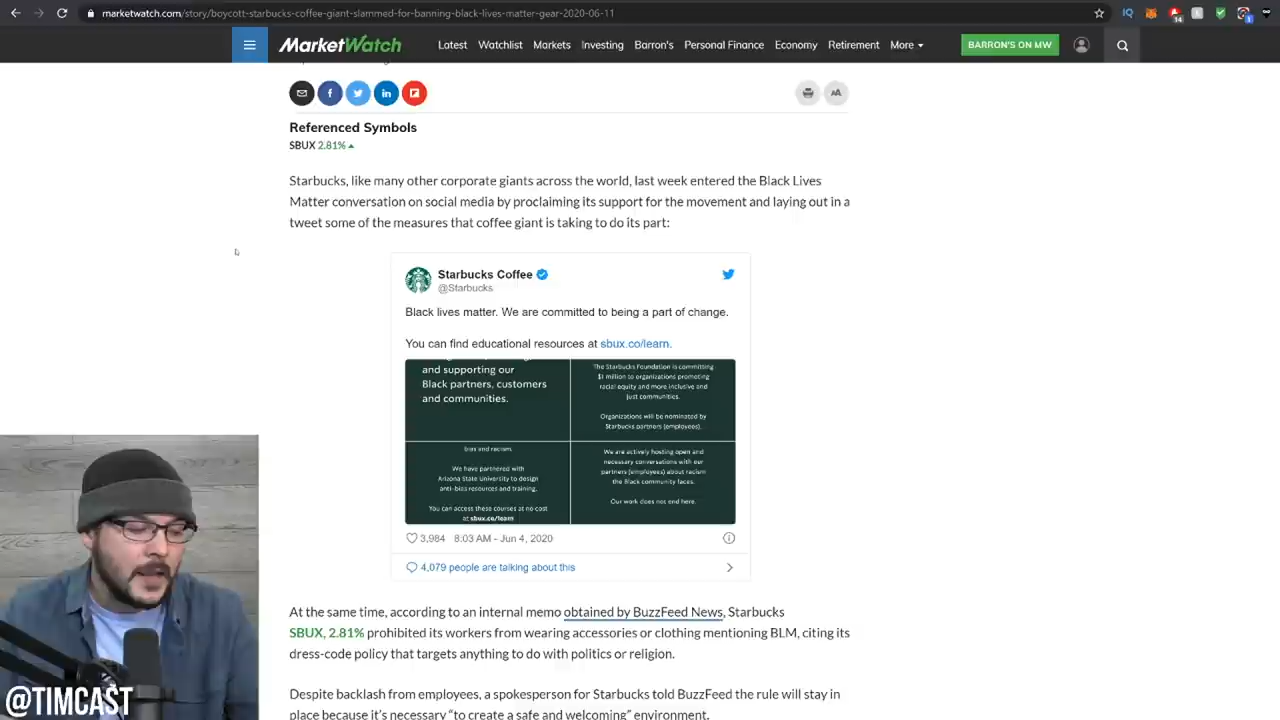 marketwatch.com/story/boycott-starbucks-coffee-giant-slammed-for-banning-black-lives-matter-gear-2020-06-11
14
MarketWatch
Latest Watchlist Markets Investing Barron's Personal Finance Economy Retirement More
BARRON'S ON MW
AA
Referenced Symbols
SBUX 2.81%
Starbucks, like many other corporate giants across the world, last week entered the Black Lives
Matter conversation on social media by proclaiming its support for the movement and laying out in a
tweet some of the measures that coffee giant is taking to do its part:
Starbucks Coffee
@Starbucks
Black lives matter. We are committed to being a part of change.
You can find educational resources at sbux.co/learn.
and supporting our
Black partners, customers
and communities.
The Starbucks Foundation is committing
$1 million to organizations promoting
racial equity and more inclusive and
just communities.
Organizations will be nominated by
Starbucks partners (employees).
bias and racism.
We have partnered with
Arizona State University to design
anti-bias resources and training.
You can access these courses at no cost
at sbux.co/learn
We are actively hosting open and
necessary conversations with our
partners (employees) about racism
the Black community faces.
Our work does not end here.
3,984 8:03 AM - Jun 4, 2020
4,079 people are talking about this
At the same time, according to an internal memo obtained by BuzzFeed News, Starbucks
SBUX, 2.81% prohibited its workers from wearing accessories or clothing mentioning BLM, citing its
dress-code policy that targets anything to do with politics or religion.
Despite backlash from employees, a spokesperson for Starbucks told BuzzFeed the rule will stay in
place because it's necessary "to create a safe and welcoming" environment.
@TIMCAST